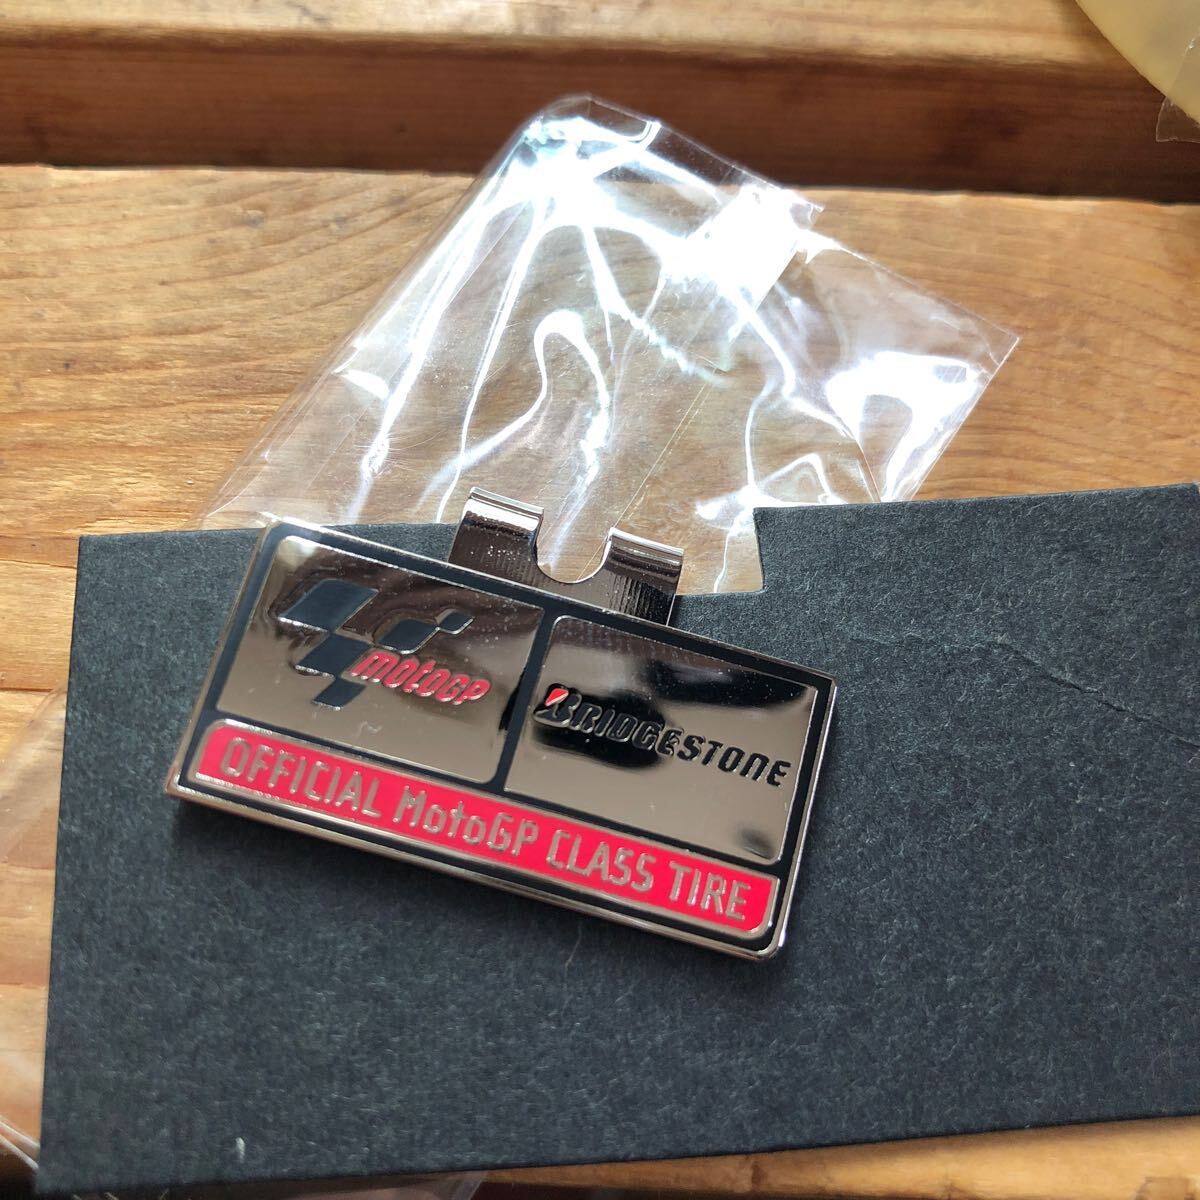 motoGP
BRIDGESTONE
OFFICIAL MotoGP CLASS TIRE